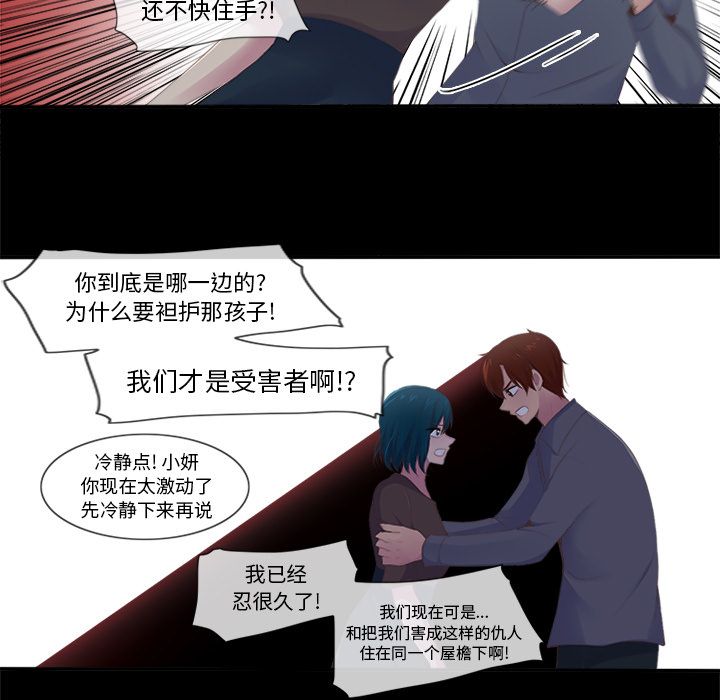 还不快住手?!
你到底是哪一边的?
为什么要袒护那孩子!
我们才是受害者啊!?
冷静点! 小妍
你现在太激动了
先冷静下来再说
我已经
忍很久了!
我们现在可是...
和把我们害成这样的仇人
住在同一个屋檐下啊!